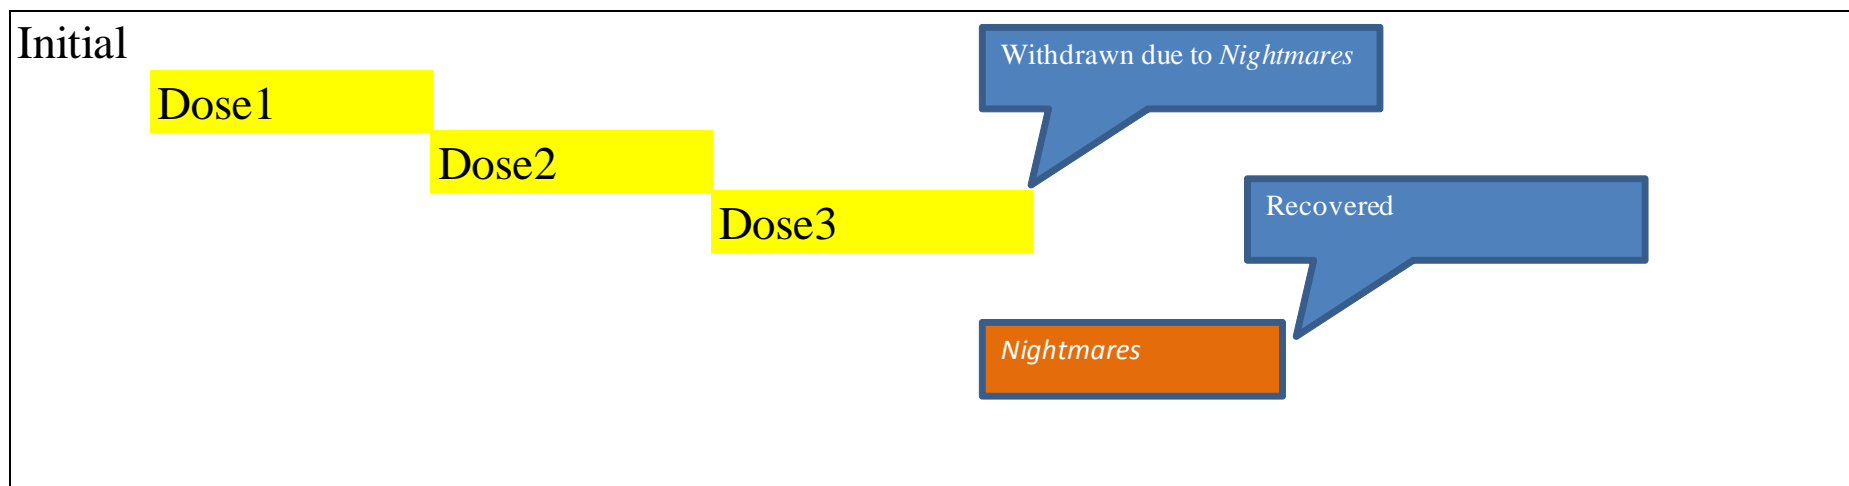 Initial
Withdrawn due to Nightmares
Dose1
Dose2
Dose3
Recovered
Nightmares